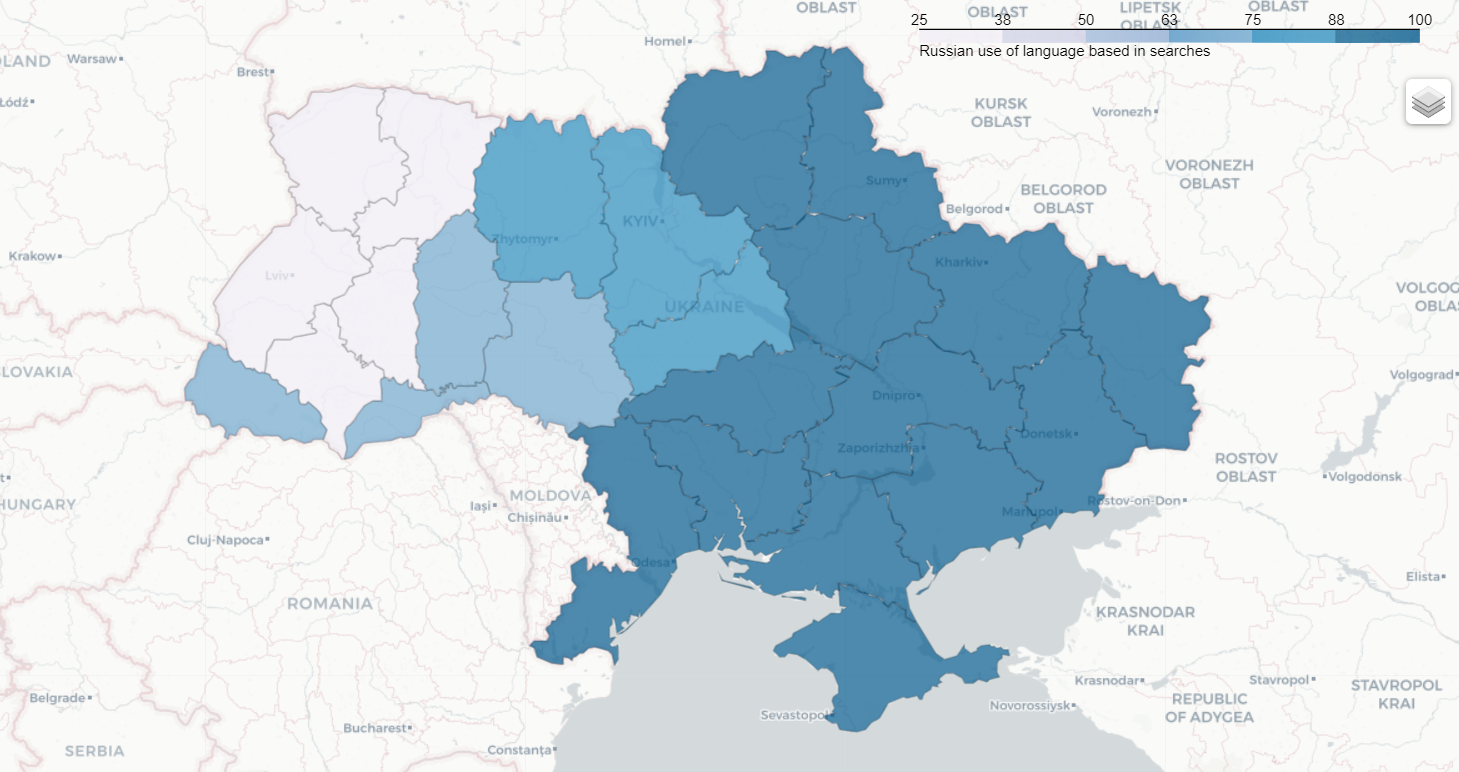 OBLAST
OBLAST
LIPETSK
OBLAST
OBLAST
25 38 50 63 75 88 100
Russian use of language based in searches
Homel
LAND
Warsaw
Brest
Łódź
KURSK
OBLAST
Voronezh
VORONEZH
OBLAST
Sumy
BELGOROD
OBLAST
Belgorod
KYIV
Zhytomyr
Krakow
Lviv
Kharkiv
UKRAINE
VOLGOG
OBLAS
SLOVAKIA
Volgograd
Dnipro
Donetsk
Zaporizhzhia
ROSTOV
OBLAST
Volgodonsk
MOLDOVA
Iași
Chișinău
HUNGARY
Rostov-on-Don
Mariupol
Cluj-Napoca
Odesa
Elista
ROMANIA
KRASNODAR
KRAI
Krasnodar
Stavropol
STAVROPOL
KRAI
Belgrade
REPUBLIC
OF ADYGEA
Novorossiysk
Sevastopol
Bucharest
SERBIA
Constanța